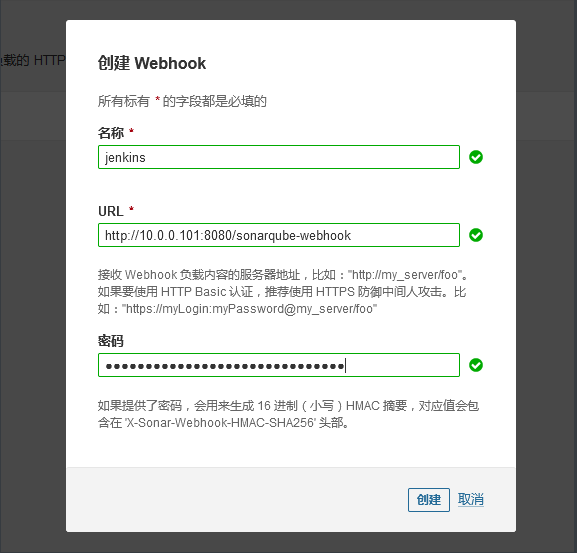 负载的 HTTP
创建 Webhook
所有标有 * 的字段都是必填的
名称 *
jenkins
URL *
http://10.0.0.101:8080/sonarqube-webhook
接收 Webhook 负载内容的服务器地址，比如："http://my_server/foo"。
如果要使用 HTTP Basic 认证，推荐使用 HTTPS 防御中间人攻击。比
如："https://myLogin:myPassword@my_server/foo"
密码
••••••••••••••••••••••••••••••
如果提供了密码，会用来生成 16 进制（小写）HMAC 摘要，对应值会包
含在 'X-Sonar-Webhook-HMAC-SHA256' 头部。
创建 取消